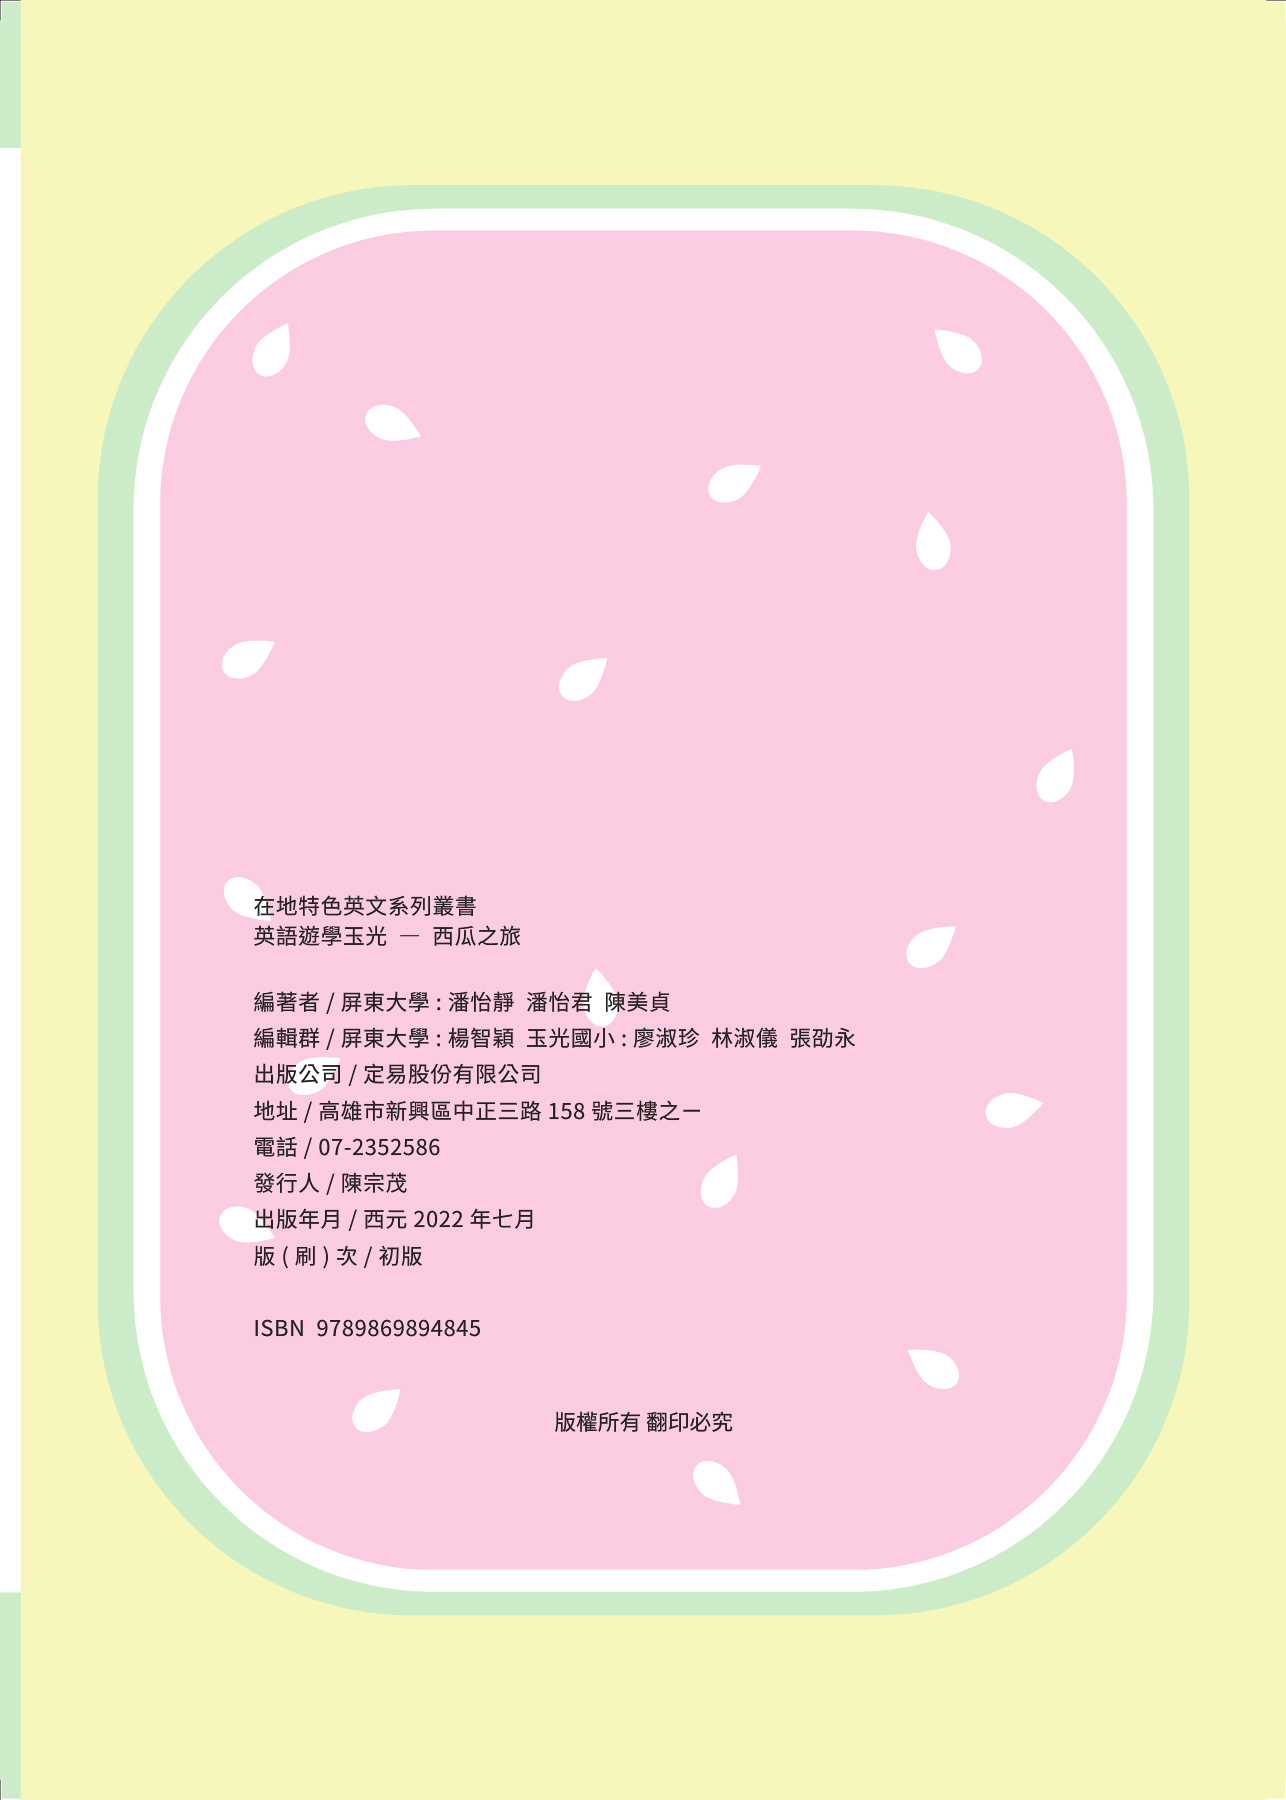 在地特色英文系列叢書
英語遊學玉光 — 西瓜之旅
編著者 / 屏東大學 : 潘怡靜 潘怡君 陳美貞
編輯群 / 屏東大學 : 楊智穎 玉光國小 : 廖淑珍 林淑儀 張劭永
出版公司 / 定易股份有限公司
地址 / 高雄市新興區中正三路 158 號三樓之一
電話 / 07-2352586
發行人 / 陳宗茂
出版年月 / 西元 2022 年七月
版 ( 刷 ) 次 / 初版
ISBN 9789869894845
版權所有 翻印必究